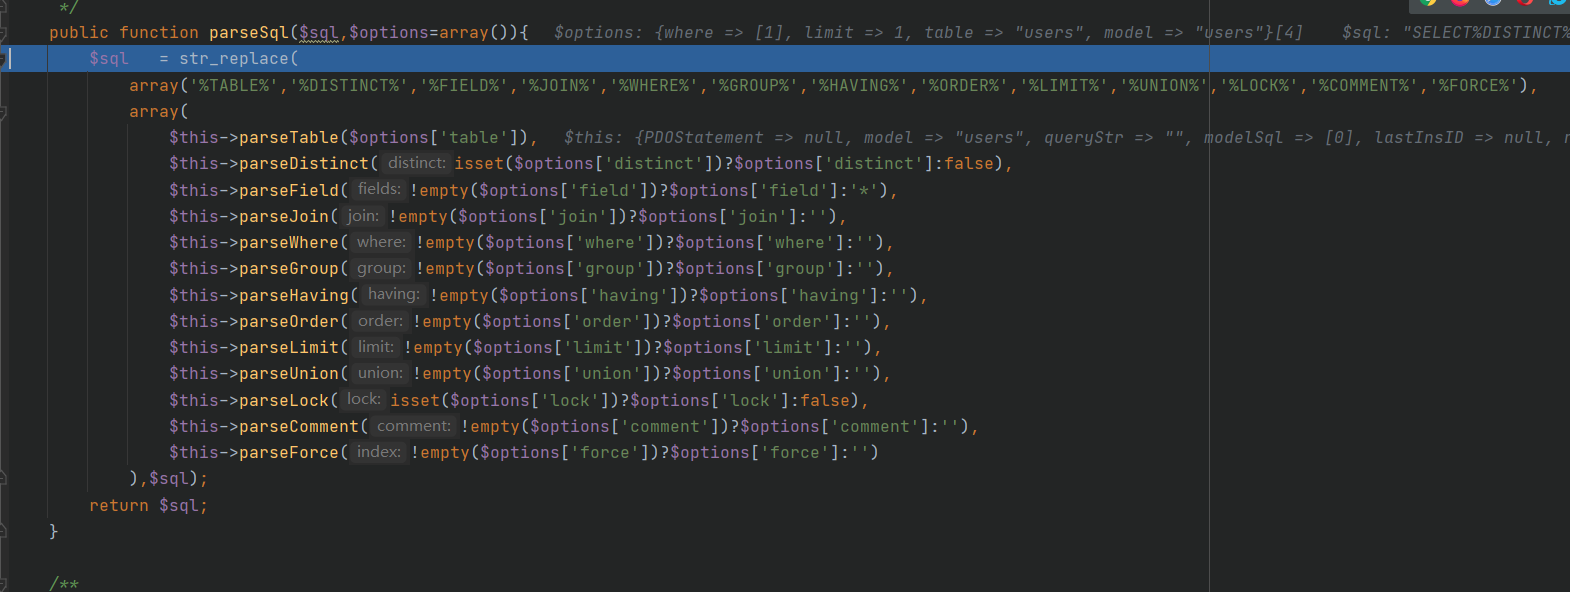 */
public function parseSql($sql,$options=array()){ $options: {where => [1], limit => 1, table => "users", model => "users"}[4] $sql: "SELECT%DISTINCT%
$sql = str_replace(
array('%TABLE%','%DISTINCT%','%FIELD%','%JOIN%','%WHERE%','%GROUP%','%HAVING%','%ORDER%','%LIMIT%','%UNION%','%LOCK%','%COMMENT%','%FORCE%'),
array(
$this->parseTable($options['table']), $this: {PDOStatement => null, model => "users", queryStr => "", modelSql => [0], lastInsID => null,
$this->parseDistinct( distinct: isset($options['distinct'])?$options['distinct']:false),
$this->parseField( fields: !empty($options['field'])?$options['field']:'*'),
$this->parseJoin( join: !empty($options['join'])?$options['join']:''),
$this->parseWhere( where: !empty($options['where'])?$options['where']:''),
$this->parseGroup( group: !empty($options['group'])?$options['group']:''),
$this->parseHaving( having: !empty($options['having'])?$options['having']:''),
$this->parseOrder( order: !empty($options['order'])?$options['order']:''),
$this->parseLimit( limit: !empty($options['limit'])?$options['limit']:''),
$this->parseUnion( union: !empty($options['union'])?$options['union']:''),
$this->parseLock( lock: isset($options['lock'])?$options['lock']:false),
$this->parseComment( comment: !empty($options['comment'])?$options['comment']:''),
$this->parseForce( index: !empty($options['force'])?$options['force']:'')
),$sql);
return $sql;
}
/**